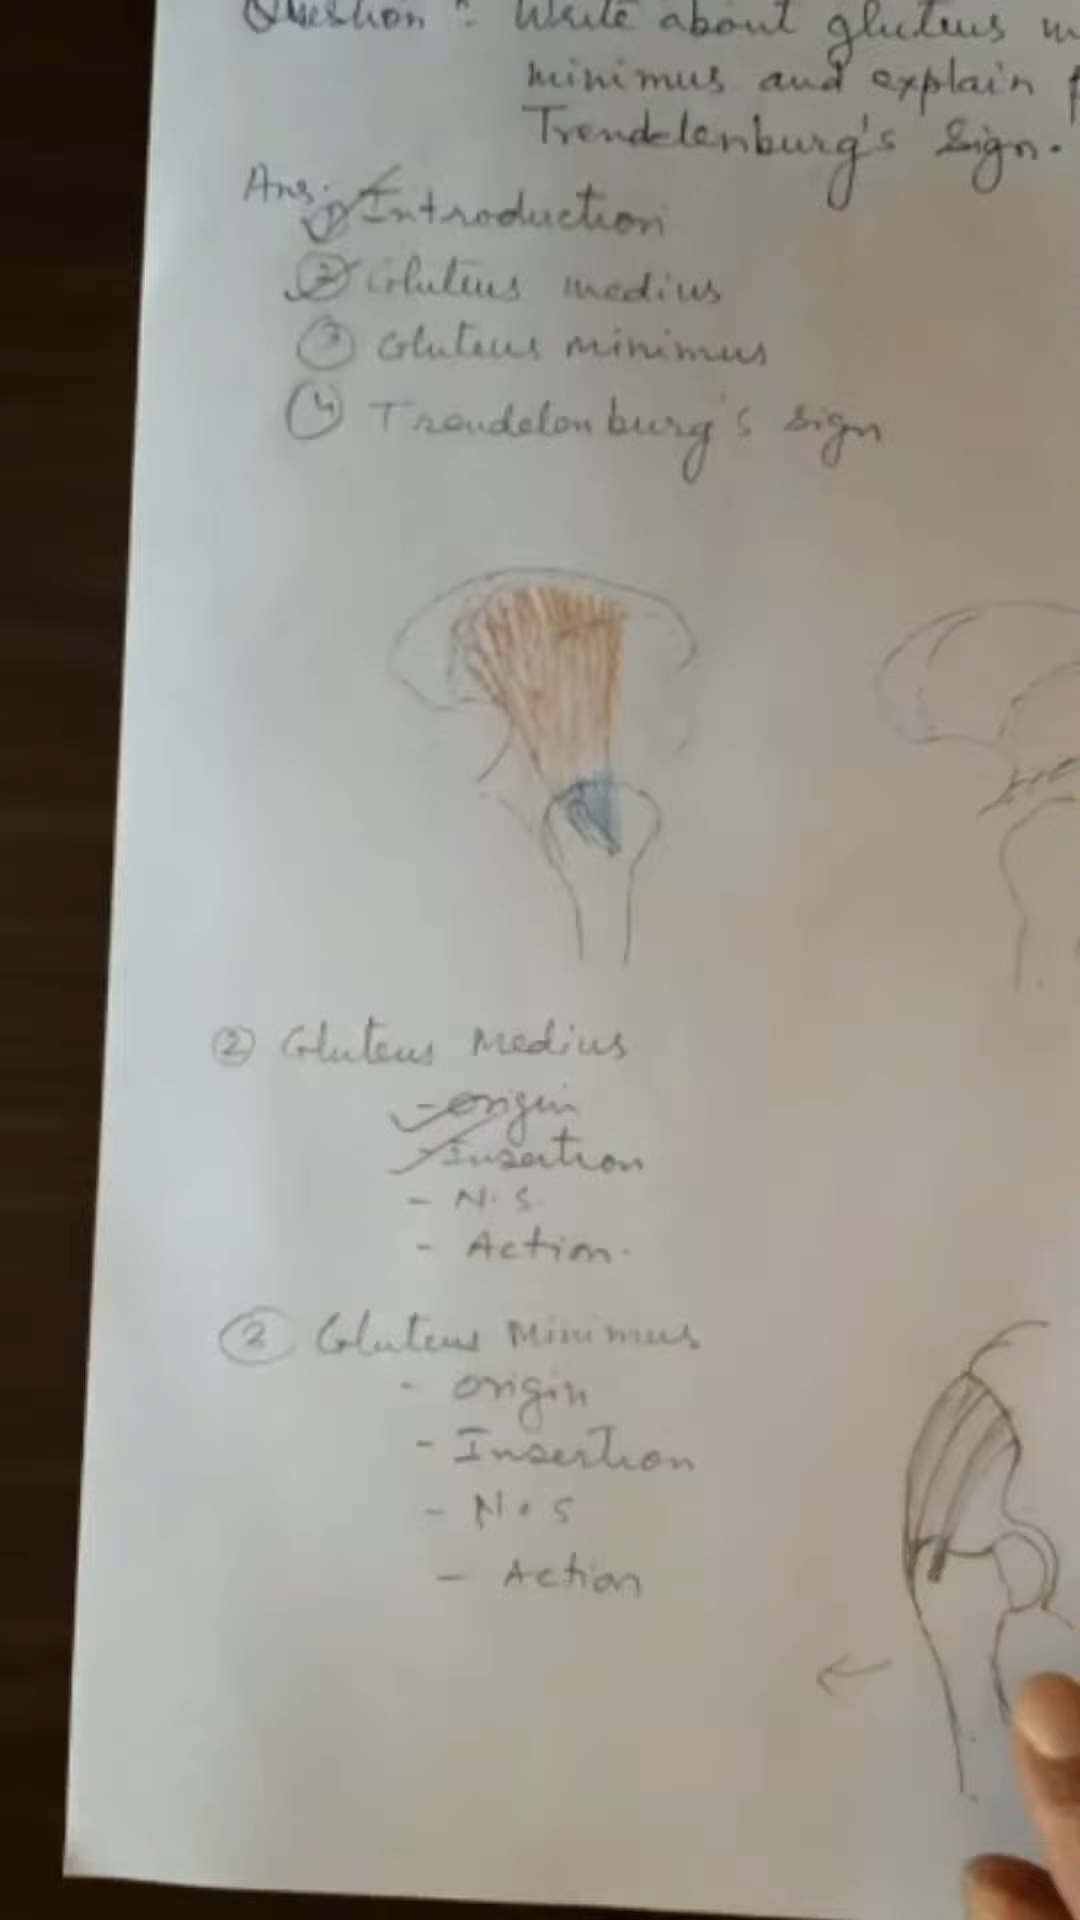 Question : Write about gluteus
minimus and explain
Trendelenburg's Sign.
Ans:
① Introduction
② Gluteus medius
③ Gluteus minimus
④ Trendelenburg's Sign
② Gluteus Medius
- origin
- Insertion
- N.S.
- Action.
② Gluteus Minimus
- origin
- Insertion
- N.S
- Action